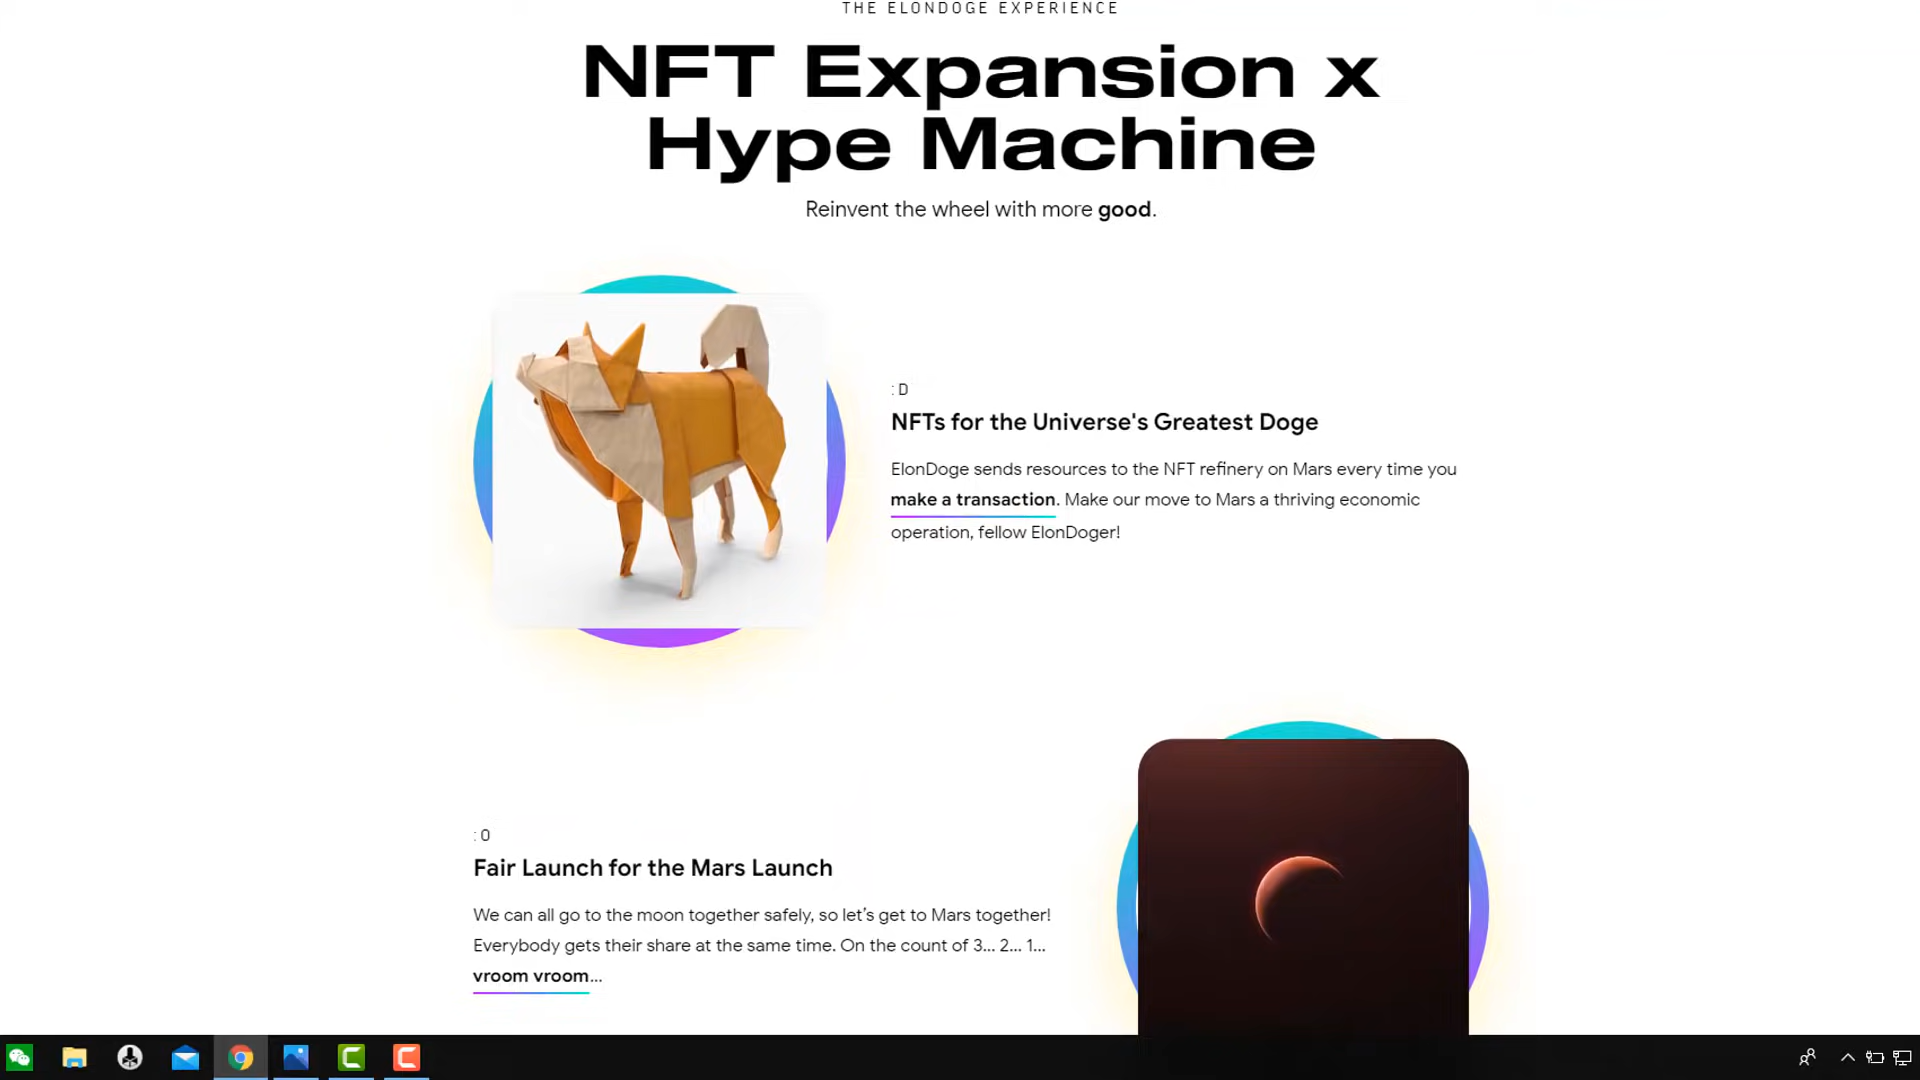 THE ELONDOGE EXPERIENCE
NFT Expansion x
Hype Machine
Reinvent the wheel with more good.
: D
NFTs for the Universe's Greatest Doge
ElonDoge sends resources to the NFT refinery on Mars every time you
make a transaction. Make our move to Mars a thriving economic
operation, fellow ElonDoger!
: O
Fair Launch for the Mars Launch
We can all go to the moon together safely, so let’s get to Mars together!
Everybody gets their share at the same time. On the count of 3... 2... 1...
vroom vroom...